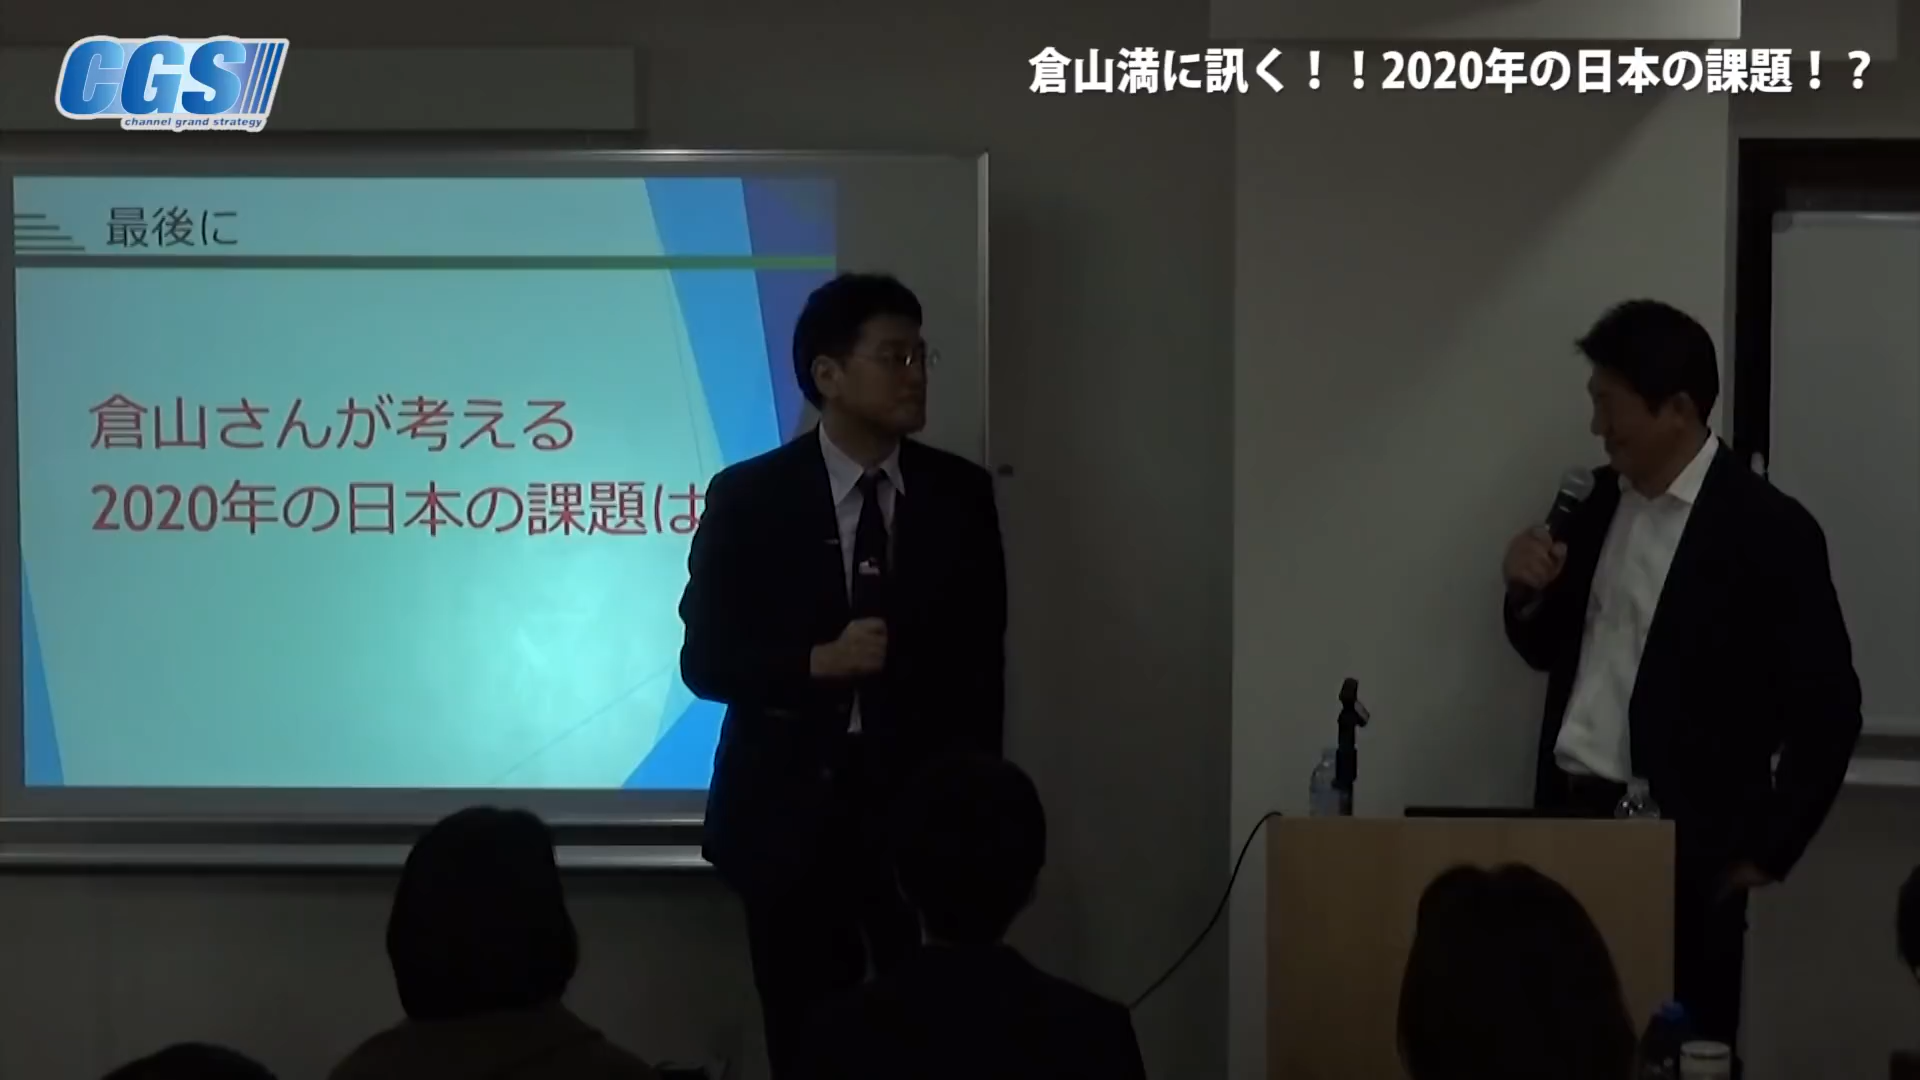 CGS
channel grand strategy
倉山満に訊く！！2020年の日本の課題！？
最後に
倉山さんが考える
2020年の日本の課題は